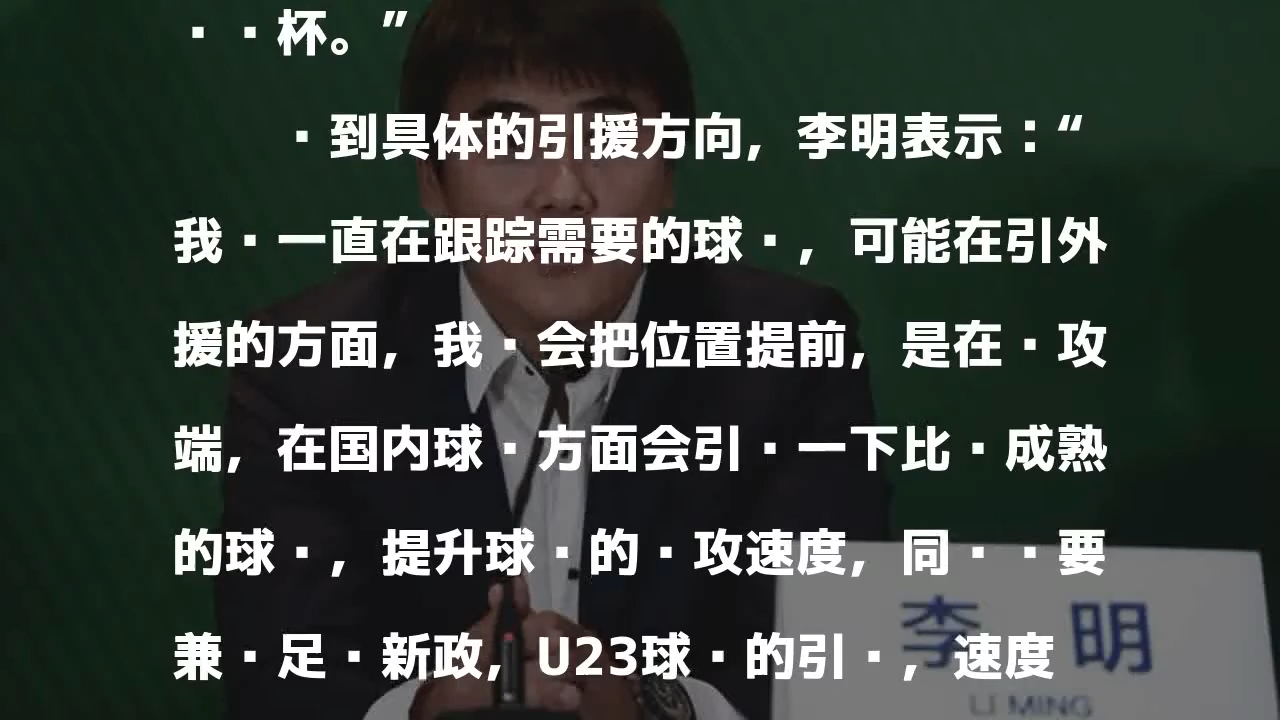 ··杯。”
·到具体的引援方向，李明表示：“
我·一直在跟踪需要的球·，可能在引外
援的方面，我·会把位置提前，是在·攻
端，在国内球·方面会引·一下比·成熟
的球·，提升球·的·攻速度，同··要
兼·足·新政，U23球·的引·，速度
李 明
LI MING